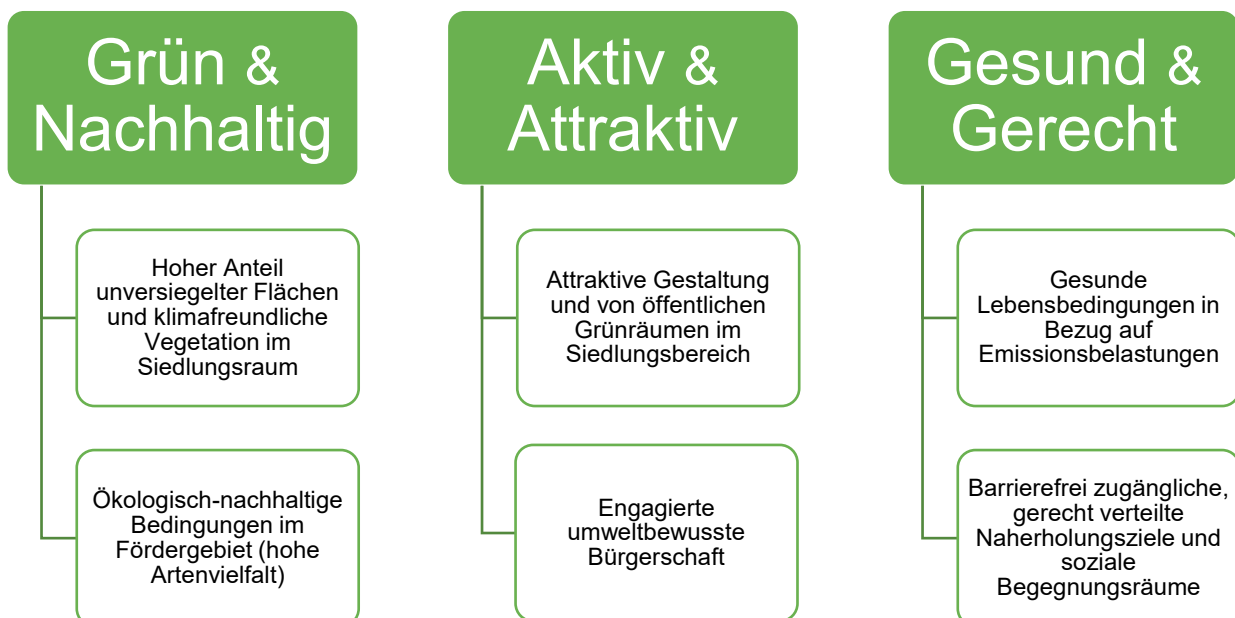 Grün &
Nachhaltig
Hoher Anteil
unversiegelter Flächen
und klimafreundliche
Vegetation im
Siedlungsraum
Ökologisch-nachhaltige
Bedingungen im
Fördergebiet (hohe
Artenvielfalt)
Aktiv &
Attraktiv
Attraktive Gestaltung
und von öffentlichen
Grünräumen im
Siedlungsbereich
Engagierte
umweltbewusste
Bürgerschaft
Gesund &
Gerecht
Gesunde
Lebensbedingungen in
Bezug auf
Emissionsbelastungen
Barrierefrei zugängliche,
gerecht verteilte
Naherholungsziele und
soziale
Begegnungsräume